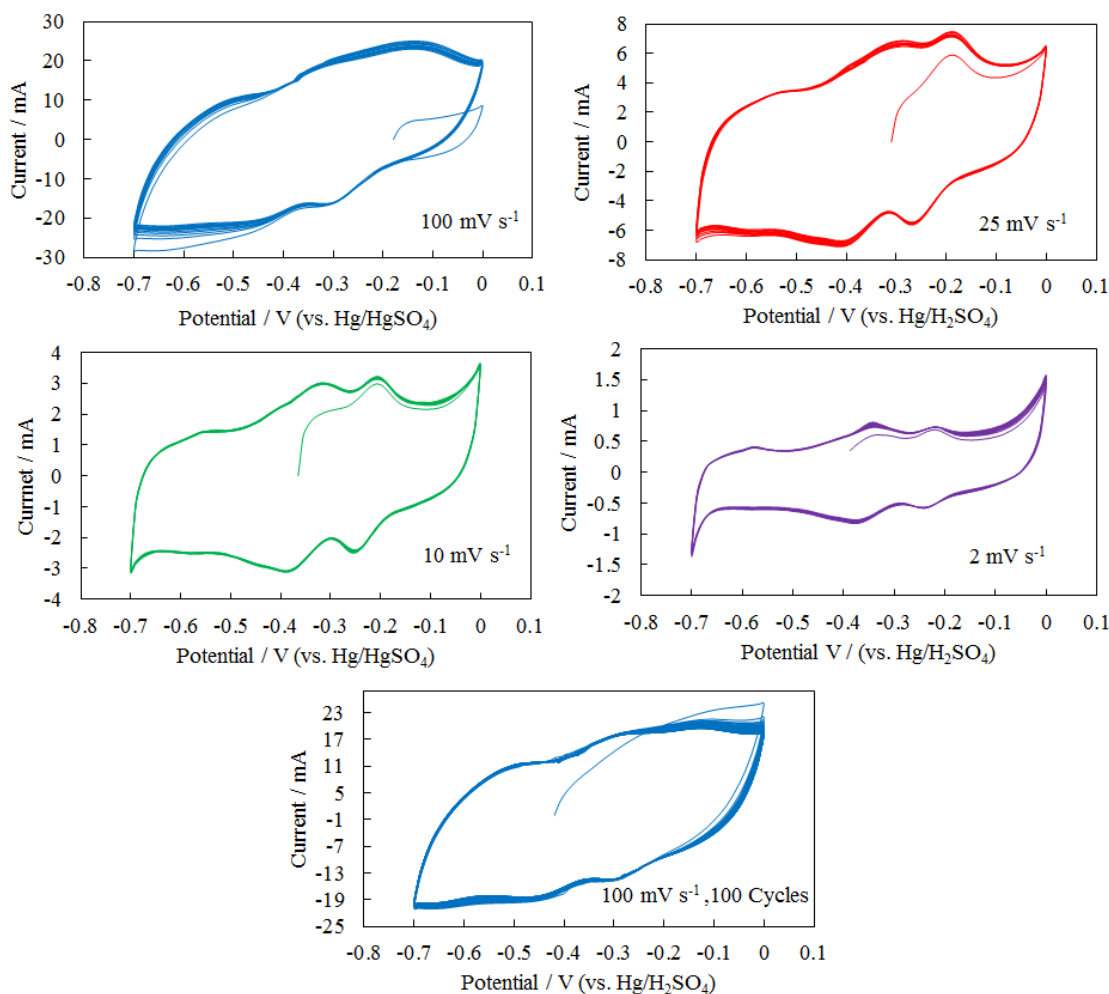 30
20
10
0
-10
-20
-30
Current / mA
100 mV s⁻¹
-0.8 -0.7 -0.6 -0.5 -0.4 -0.3 -0.2 -0.1 0 0.1
Potential / V (vs. Hg/HgSO₄)
8
6
4
2
0
-2
-4
-6
-8
Current / mA
25 mV s⁻¹
-0.8 -0.7 -0.6 -0.5 -0.4 -0.3 -0.2 -0.1 0 0.1
Potential / V (vs. Hg/H₂SO₄)
4
3
2
1
0
-1
-2
-3
-4
Currnet / mA
10 mV s⁻¹
-0.8 -0.7 -0.6 -0.5 -0.4 -0.3 -0.2 -0.1 0 0.1
Potential / V (vs. Hg/HgSO₄)
2
1.5
1
0.5
0
-0.5
-1
-1.5
-2
Current / mA
2 mV s⁻¹
-0.8 -0.7 -0.6 -0.5 -0.4 -0.3 -0.2 -0.1 0 0.1
Potential V / (vs. Hg/H₂SO₄)
23
17
11
5
-1
-7
-13
-19
-25
Current / mA
100 mV s⁻¹ ,100 Cycles
-0.8 -0.7 -0.6 -0.5 -0.4 -0.3 -0.2 -0.1 0 0.1
Potential / V (vs. Hg/H₂SO₄)